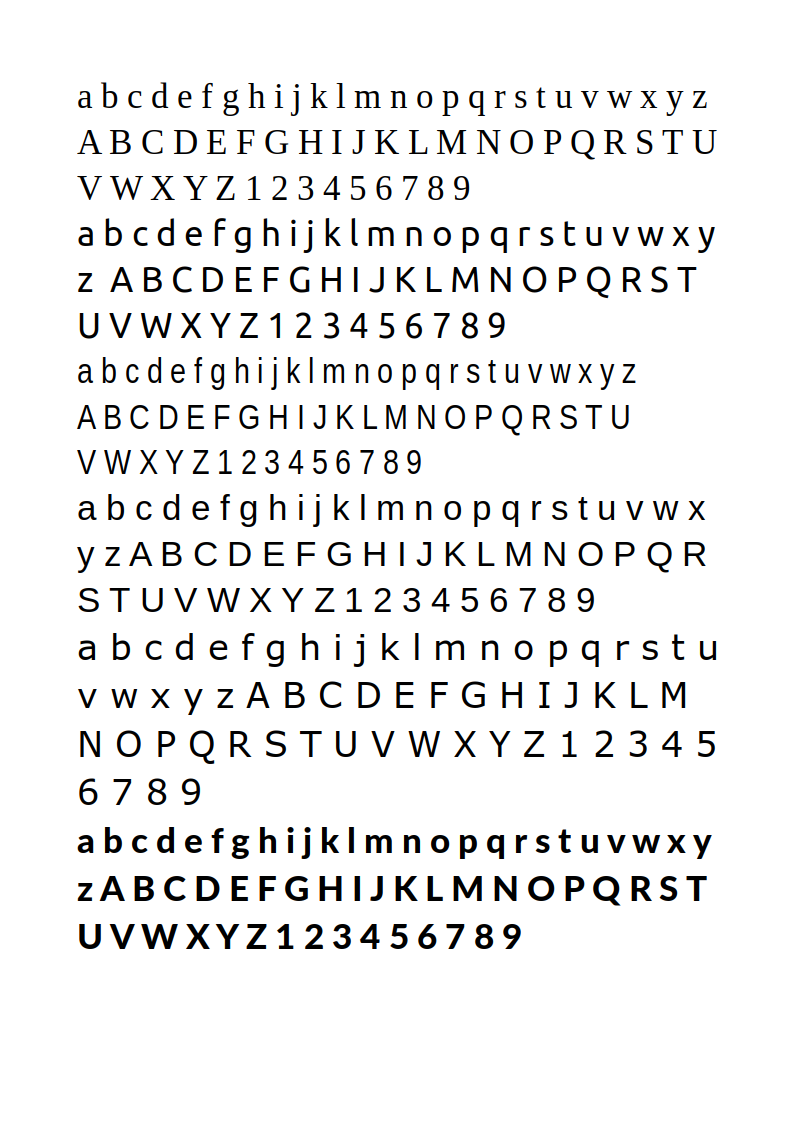 a b c d e f g h i j k l m n o p q r s t u v w x y z
A B C D E F G H I J K L M N O P Q R S T U
V W X Y Z 1 2 3 4 5 6 7 8 9
a b c d e f g h i j k l m n o p q r s t u v w x y
z A B C D E F G H I J K L M N O P Q R S T
U V W X Y Z 1 2 3 4 5 6 7 8 9
a b c d e f g h i j k l m n o p q r s t u v w x y z
A B C D E F G H I J K L M N O P Q R S T U
V W X Y Z 1 2 3 4 5 6 7 8 9
a b c d e f g h i j k l m n o p q r s t u v w x
y z A B C D E F G H I J K L M N O P Q R
S T U V W X Y Z 1 2 3 4 5 6 7 8 9
a b c d e f g h i j k l m n o p q r s t u
v w x y z A B C D E F G H I J K L M
N O P Q R S T U V W X Y Z 1 2 3 4 5
6 7 8 9
a b c d e f g h i j k l m n o p q r s t u v w x y
z A B C D E F G H I J K L M N O P Q R S T
U V W X Y Z 1 2 3 4 5 6 7 8 9